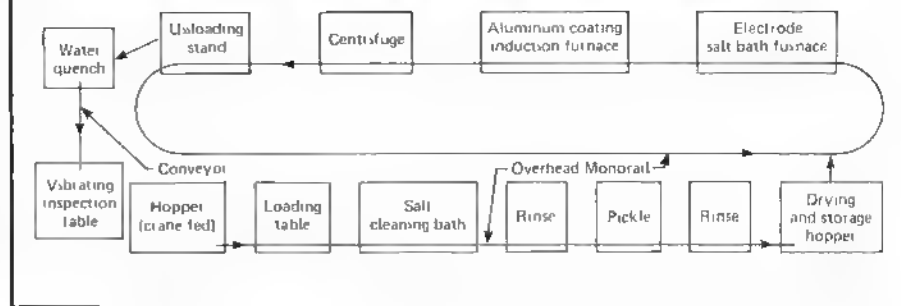 Water
quench
Unloading
stand
Centrifuge
Aluminum coating
induction furnace
Electrode
salt bath furnace
Conveyor
Overhead Monorail
Vibrating
inspection
table
Hopper
(crane fed)
Loading
table
Salt
cleaning bath
Rinse
Pickle
Rinse
Drying
and storage
hopper